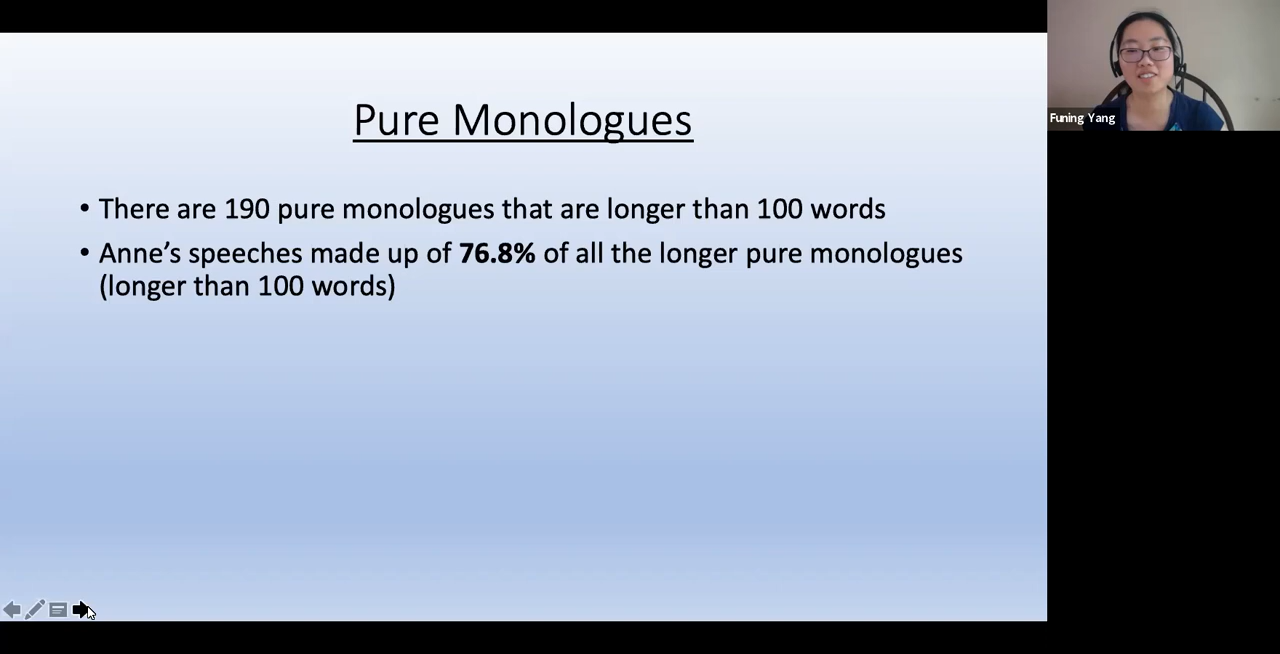 Pure Monologues
• There are 190 pure monologues that are longer than 100 words
• Anne’s speeches made up of 76.8% of all the longer pure monologues
(longer than 100 words)
Funing Yang